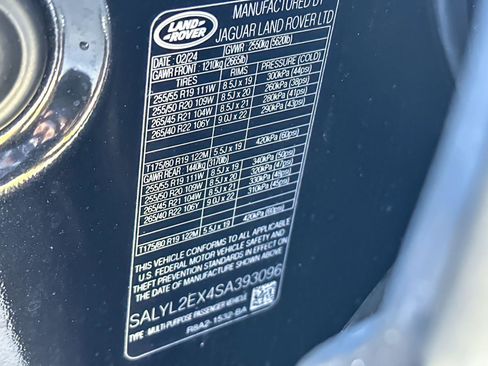 MANUFACTURED BY
JAGUAR LAND ROVER LTD
LAND ROVER
DATE: 02/24 GVWR 2550kg (5620lb)
GAWR FRONT 1210kg (2665lb)
TIRES RIMS PRESSURE (COLD)
255/55 R19 111W 8.5J x 19 300kPa (44psi)
255/50 R20 109W 8.5J x 20 260kPa (38psi)
265/45 R21 104W 8.5J x 21 280kPa (41psi)
265/40 R22 106Y 9.0J x 22 290kPa (43psi)
T175/80 R19 122M 5.5J x 19 420kPa (60psi)
GAWR REAR 1440kg (3170lb)
255/55 R19 111W 8.5J x 19 340kPa (50psi)
255/50 R20 109W 8.5J x 20 320kPa (47psi)
265/45 R21 104W 8.5J x 21 330kPa (48psi)
265/40 R22 106Y 9.0J x 22 310kPa (45psi)
T175/80 R19 122M 5.5J x 19 420kPa (60psi)
THIS VEHICLE CONFORMS TO ALL APPLICABLE
U.S. FEDERAL MOTOR VEHICLE SAFETY AND
THEFT PREVENTION STANDARDS IN EFFECT ON
THE DATE OF MANUFACTURE SHOWN ABOVE
SALYL2EX4SA393096
TYPE: MULTI-PURPOSE PASSENGER VEHICLE
R8A2-1532-BA